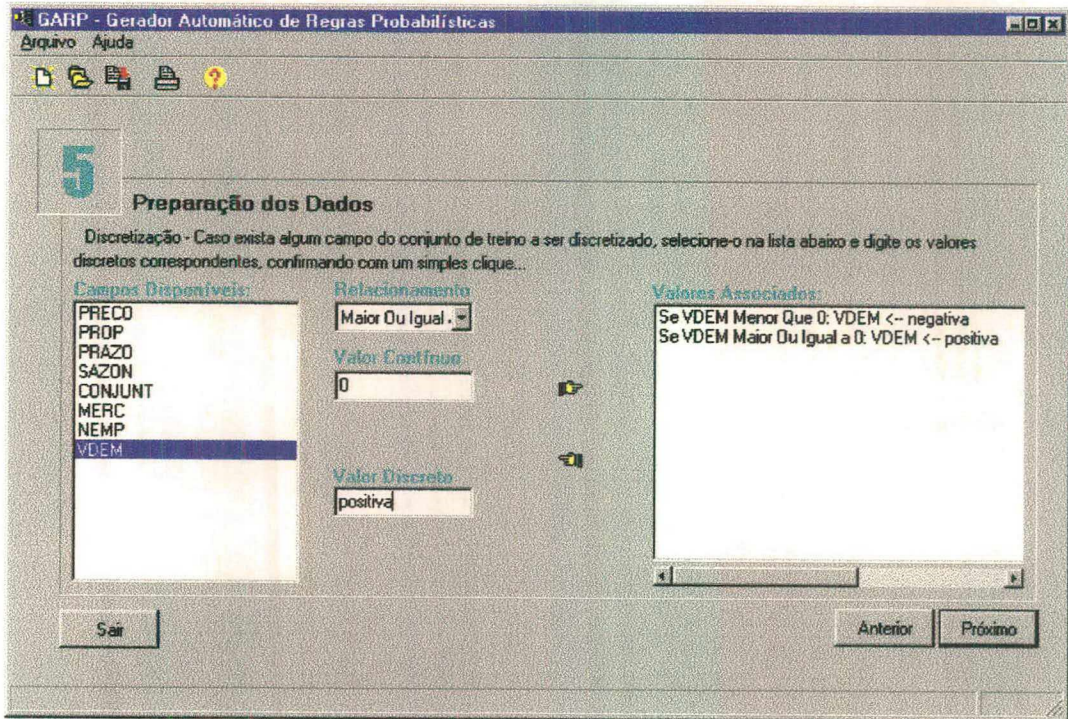 GARP - Gerador Automático de Regras Probabilísticas
Arquivo Ajuda
5
Preparação dos Dados
Discretização - Caso exista algum campo do conjunto de treino a ser discretizado, selecione-o na lista abaixo e digite os valores
discretos correspondentes, confirmando com um simples clique...
Campos Disponíveis:
PRECO
PROP
PRAZO
SAZON
CONJUNT
MERC
NEMP
VDEM
Relacionamento
Maior Ou Igual
Valor Contínuo
0
Valor Discreto
positiva
Valores Associados:
Se VDEM Menor Que 0: VDEM <-- negativa
Se VDEM Maior Ou Igual a 0: VDEM <-- positiva
Sair
Anterior
Próximo